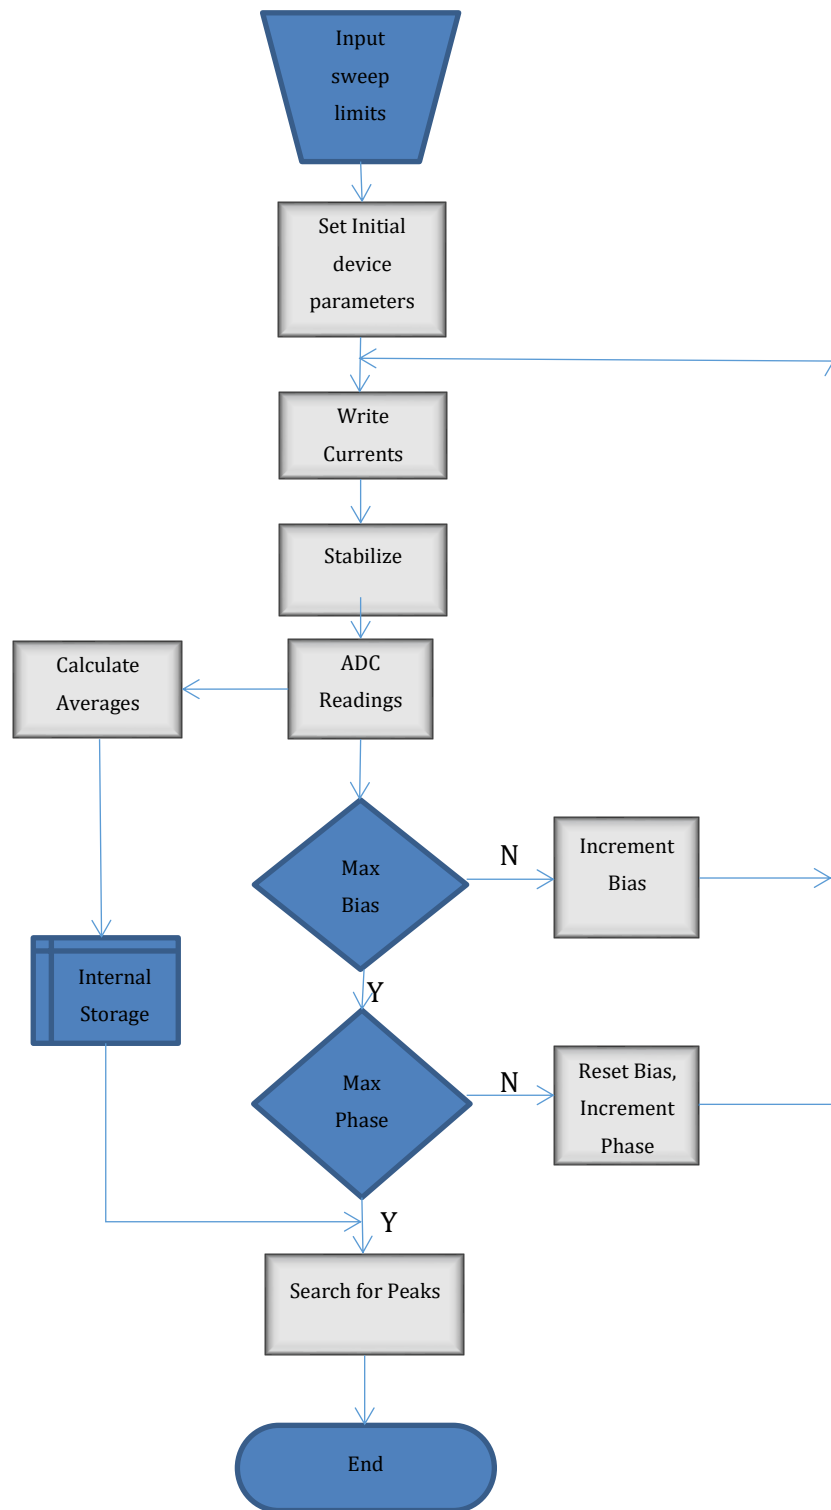 Input
sweep
limits
Set Initial
device
parameters
Write
Currents
Stabilize
Calculate
Averages
ADC
Readings
Max
Bias
N
Increment
Bias
Y
Internal
Storage
Max
Phase
N
Reset Bias,
Increment
Phase
Y
Search for Peaks
End